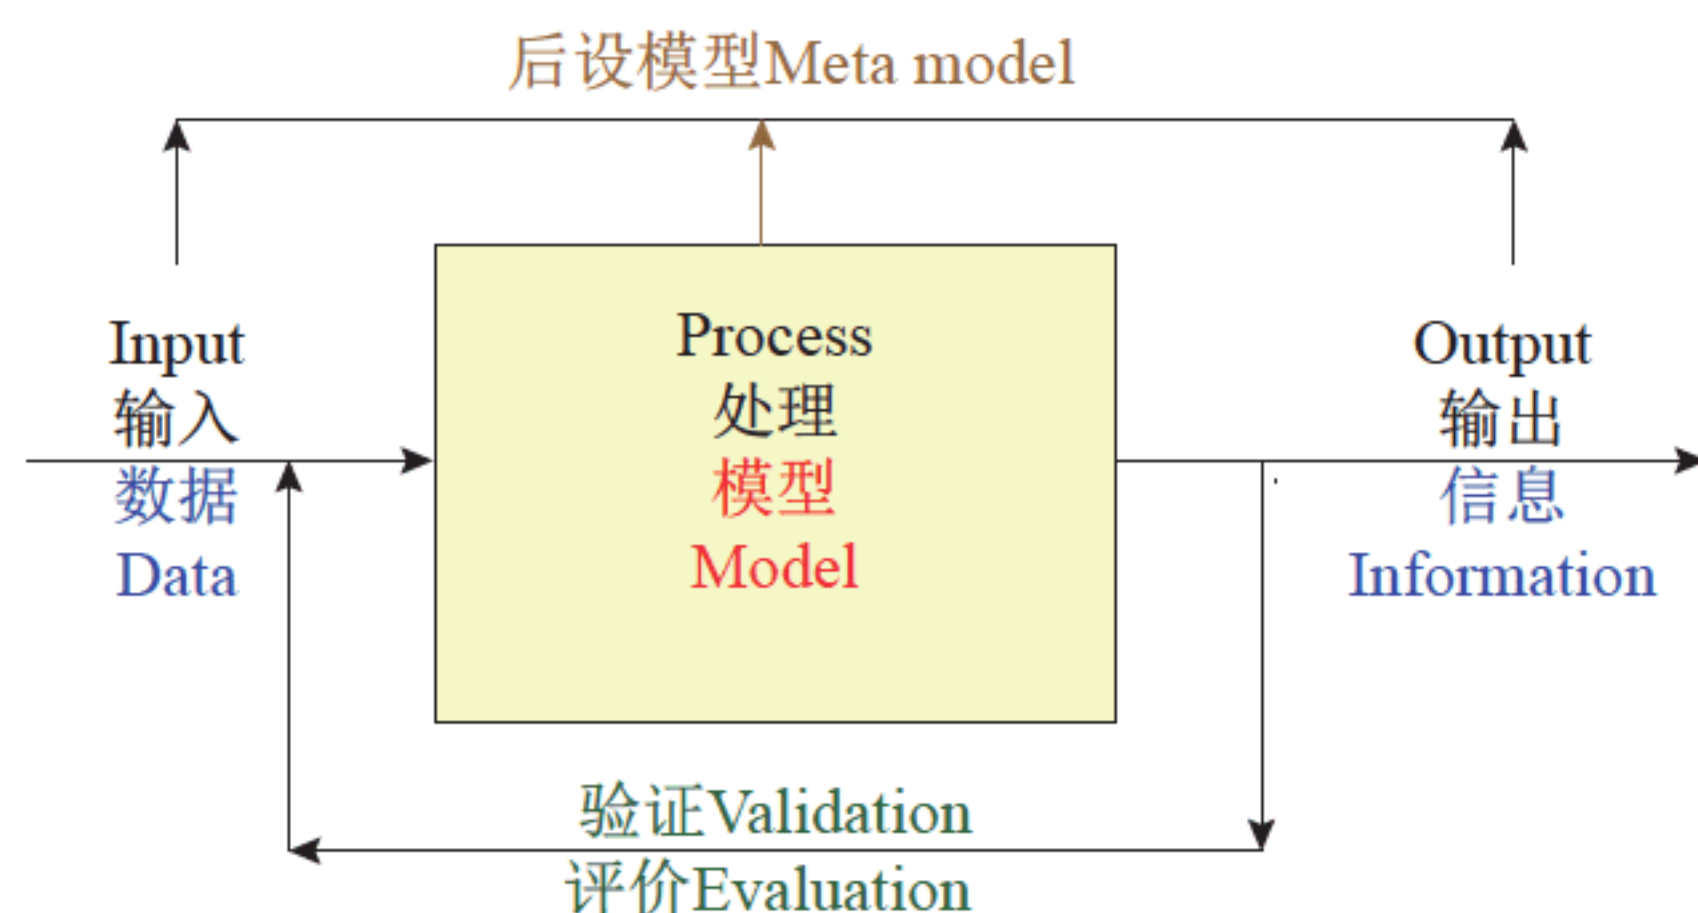 后设模型Meta model
Input
输入
数据
Data
Process
处理
模型
Model
Output
输出
信息
Information
验证Validation
评价Evaluation